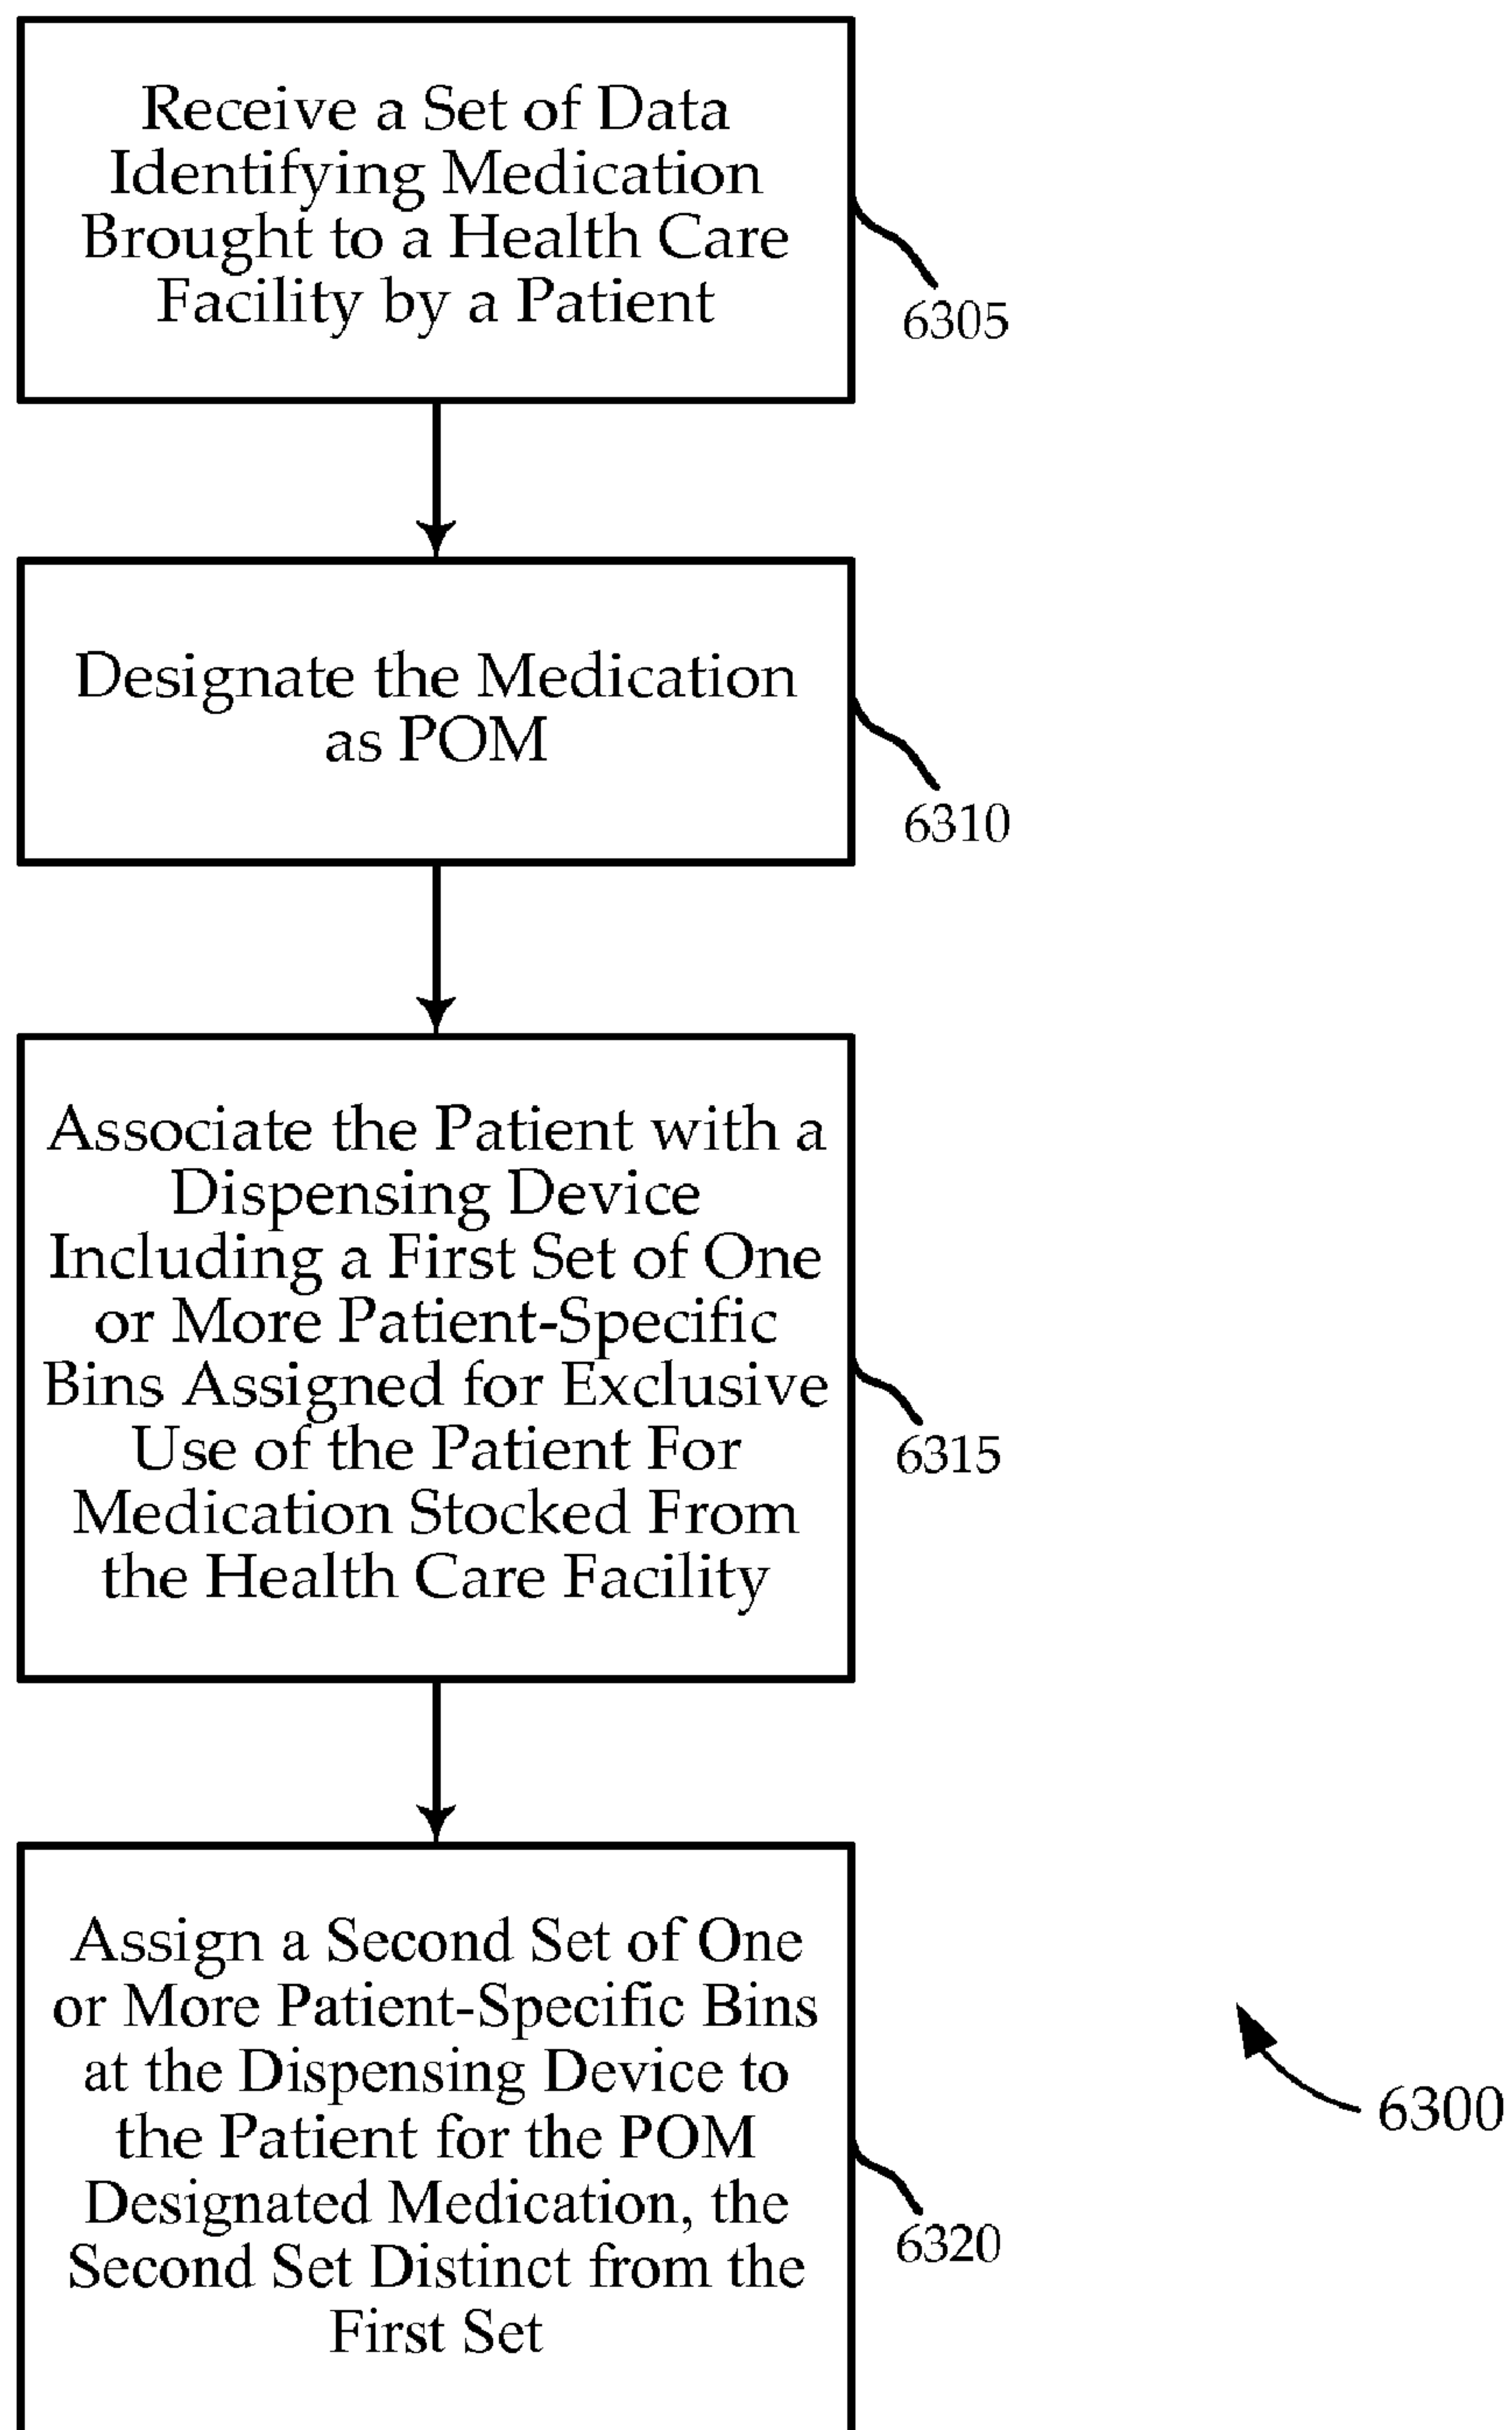 Receive a Set of Data
Identifying Medication
Brought to a Health Care
Facility by a Patient
6305
Designate the Medication
as POM
6310
Associate the Patient with a
Dispensing Device
Including a First Set of One
or More Patient-Specific
Bins Assigned for Exclusive
Use of the Patient For
Medication Stocked From
the Health Care Facility
6315
Assign a Second Set of One
or More Patient-Specific Bins
at the Dispensing Device to
the Patient for the POM
Designated Medication, the
Second Set Distinct from the
First Set
6320
6300